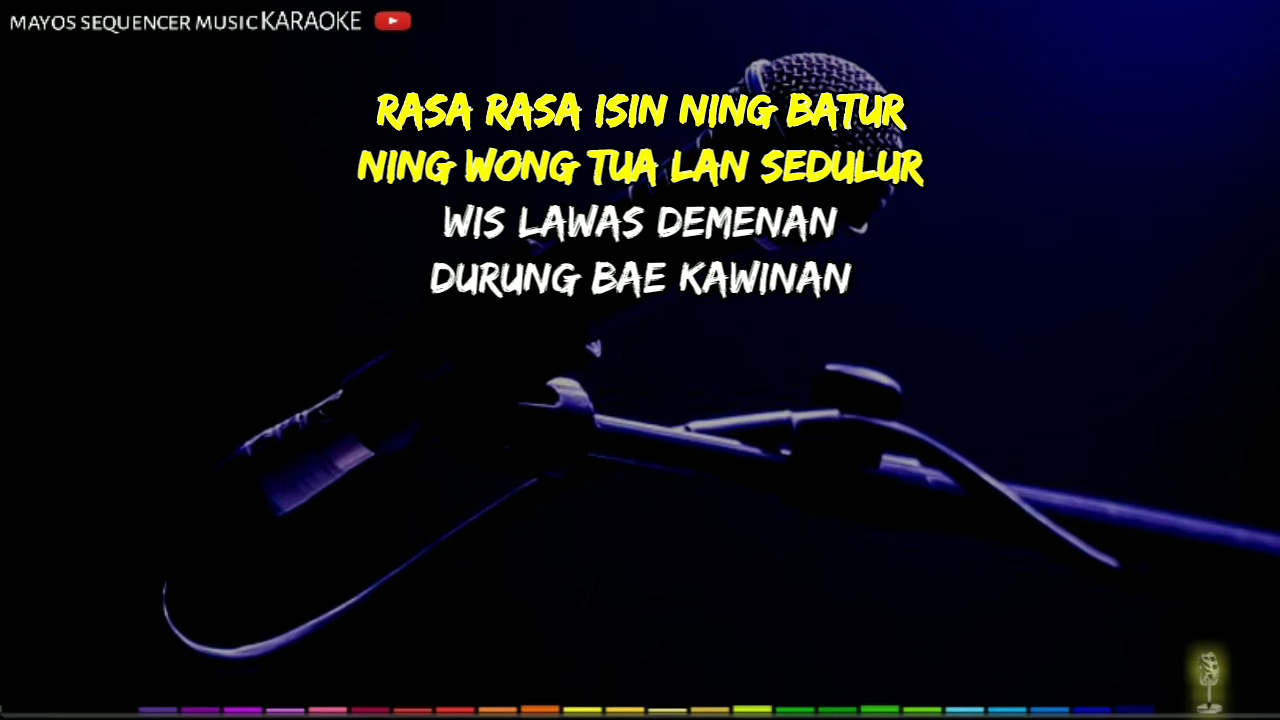 MAYOS SEQUENCER MUSIC KARAOKE
RASA RASA ISIN NING BATUR
NING WONG TUA LAN SEDULUR
WIS LAWAS DEMENAN
DURUNG BAE KAWINAN